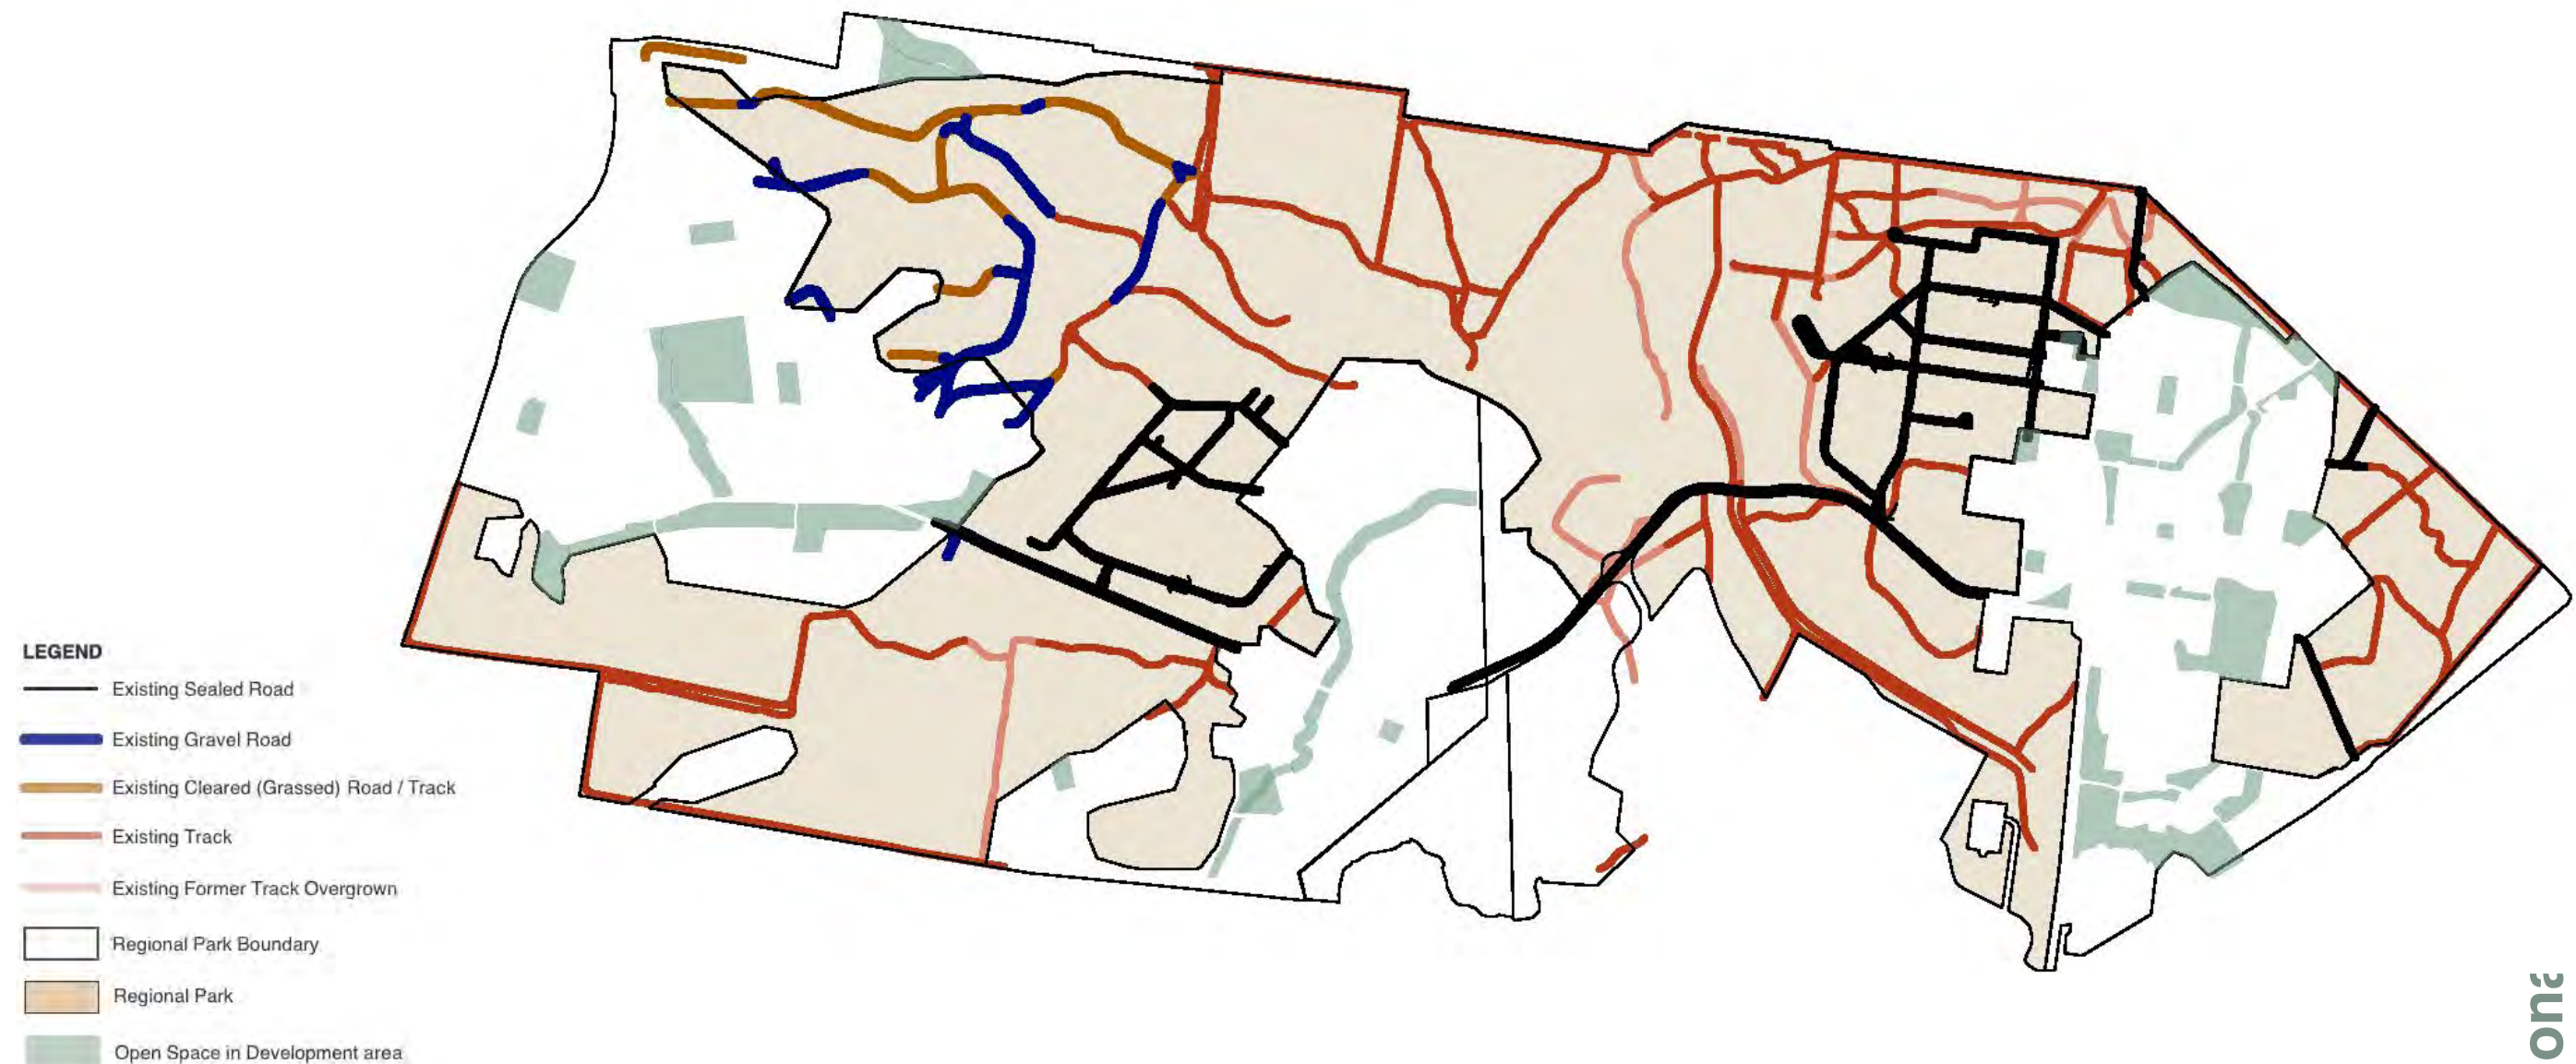 LEGEND
Existing Sealed Road
Existing Gravel Road
Existing Cleared (Grassed) Road / Track
Existing Track
Existing Former Track Overgrown
Regional Park Boundary
Regional Park
Open Space in Development area
ona